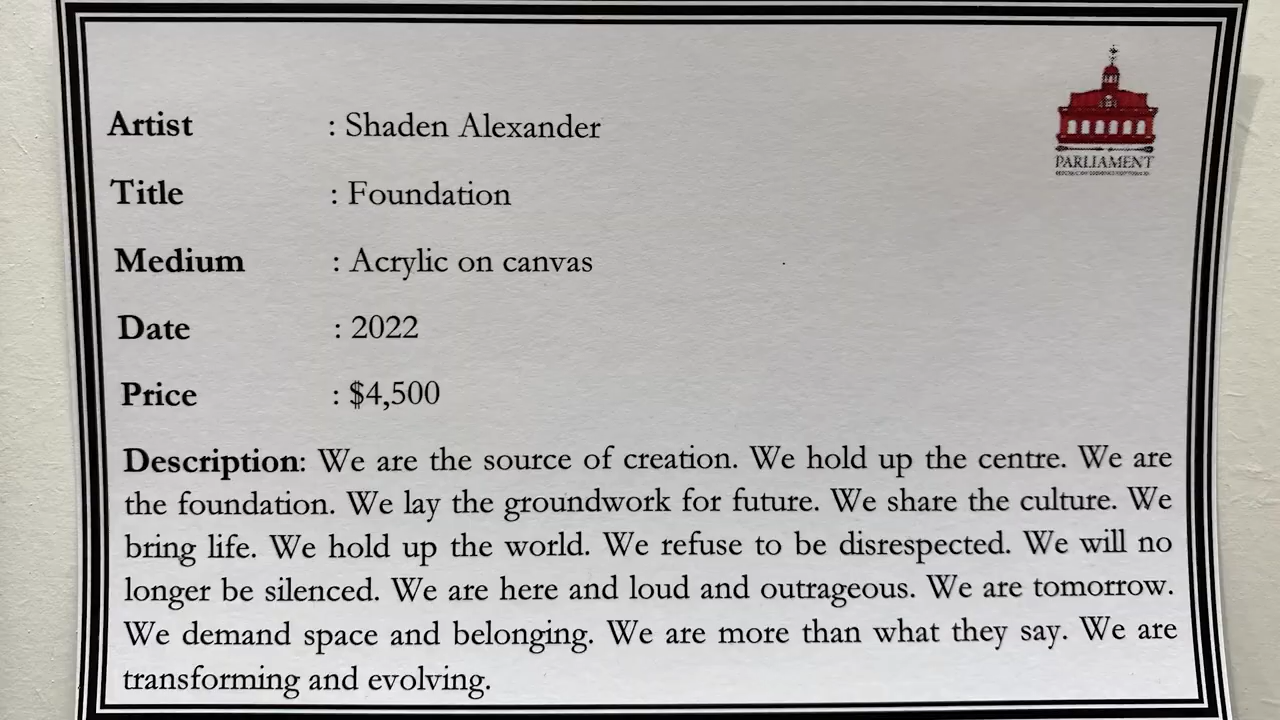 Artist : Shaden Alexander
PARLIAMENT
Title : Foundation
Medium : Acrylic on canvas
Date : 2022
Price : $4,500
Description: We are the source of creation. We hold up the centre. We are
the foundation. We lay the groundwork for future. We share the culture. We
bring life. We hold up the world. We refuse to be disrespected. We will no
longer be silenced. We are here and loud and outrageous. We are tomorrow.
We demand space and belonging. We are more than what they say. We are
transforming and evolving.